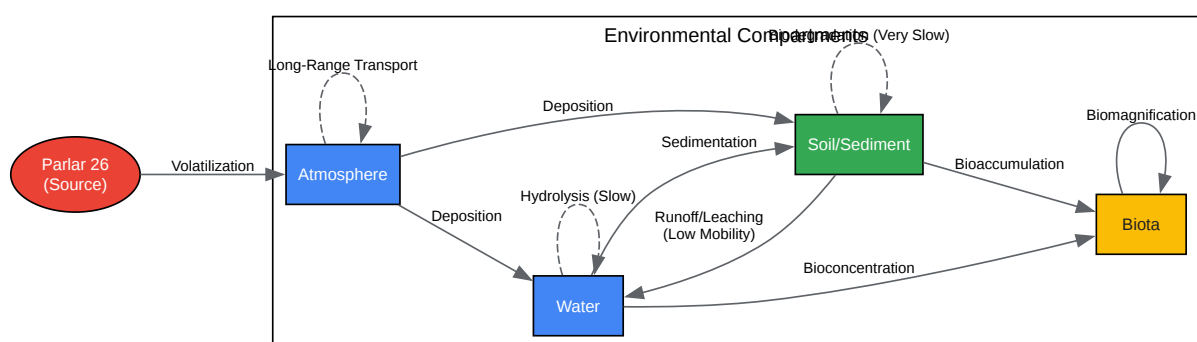 Environmental Compartments
Biodegradation (Very Slow)
Long-Range Transport
Deposition
Sedimentation
Biomagnification
Parlar 26
(Source)
Volatilization
Atmosphere
Soil/Sediment
Bioaccumulation
Hydrolysis (Slow)
Deposition
Runoff/Leaching
(Low Mobility)
Biota
Bioconcentration
Water